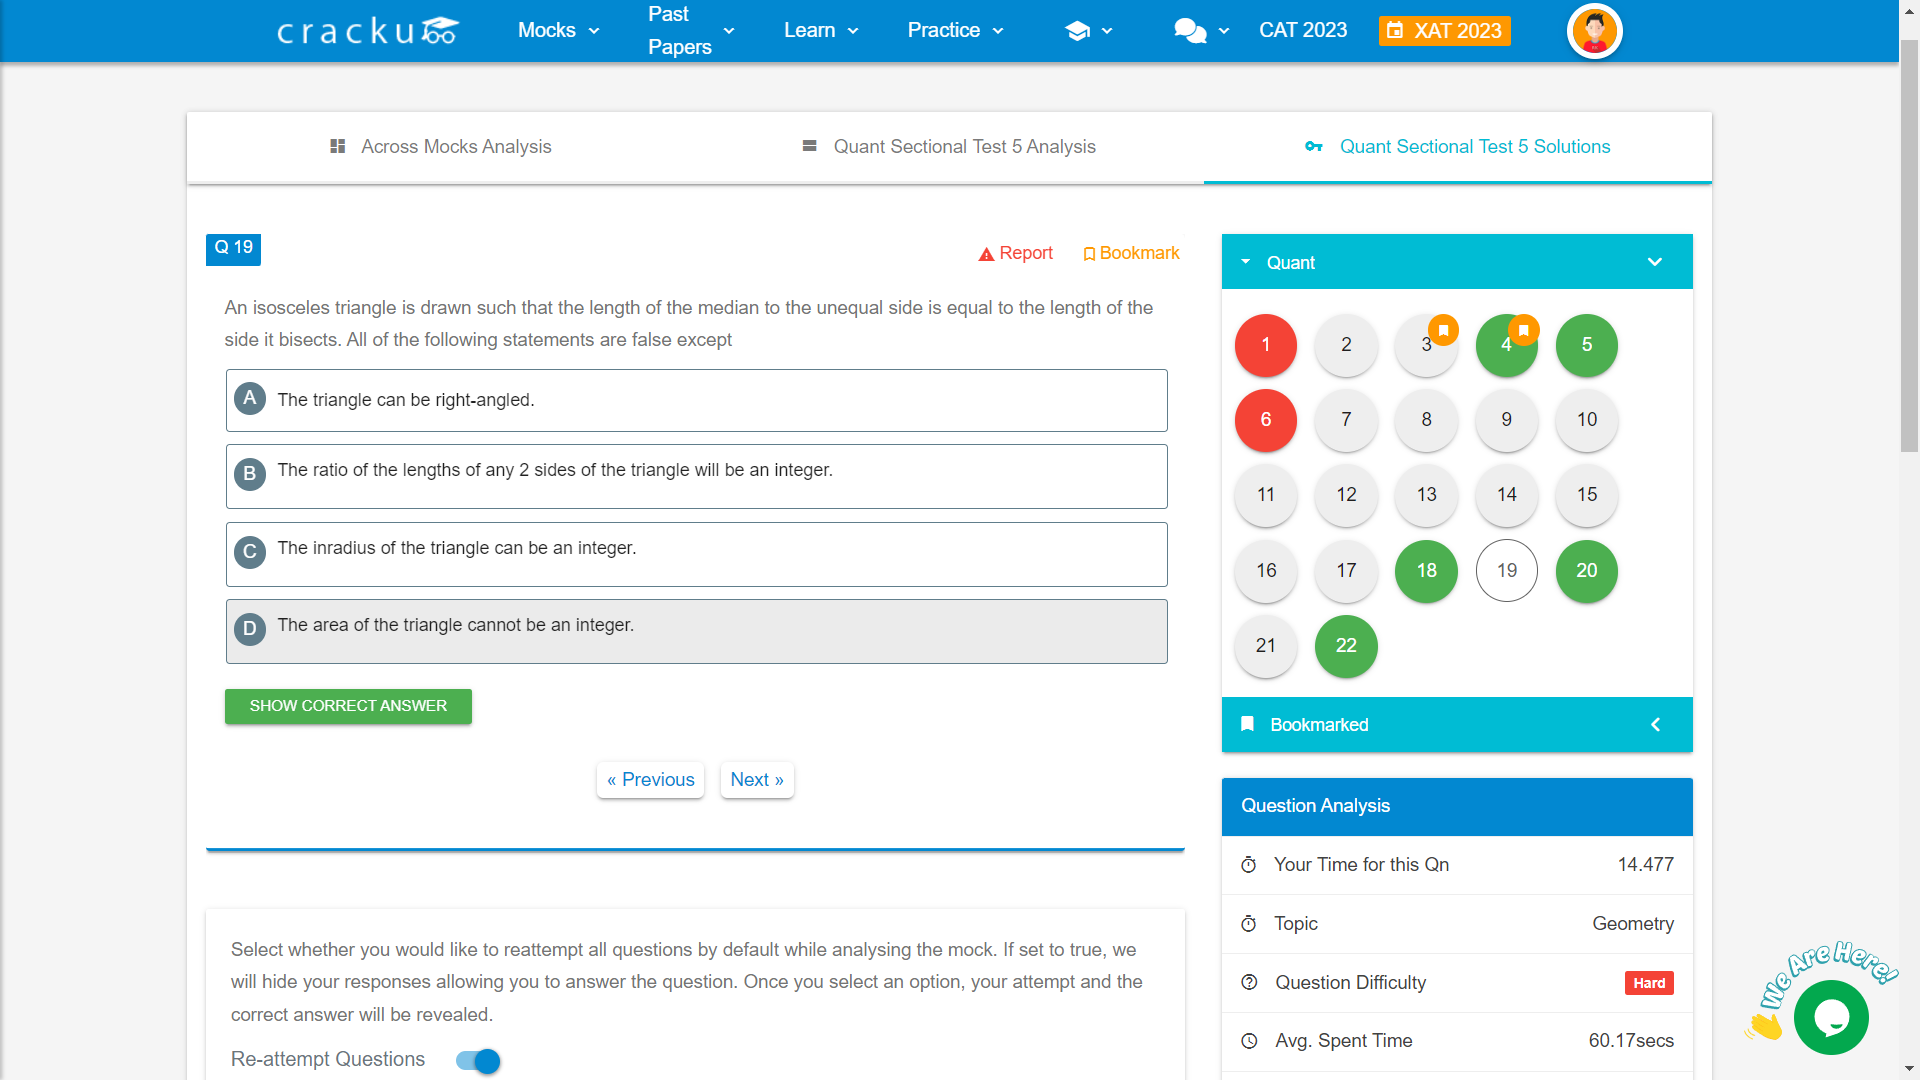 cracku
Mocks
Past
Papers
Learn
Practice
CAT 2023
XAT 2023
Across Mocks Analysis
Quant Sectional Test 5 Analysis
Quant Sectional Test 5 Solutions
Q 19
Report
Bookmark
An isosceles triangle is drawn such that the length of the median to the unequal side is equal to the length of the
side it bisects. All of the following statements are false except
A The triangle can be right-angled.
B The ratio of the lengths of any 2 sides of the triangle will be an integer.
C The inradius of the triangle can be an integer.
D The area of the triangle cannot be an integer.
SHOW CORRECT ANSWER
« Previous
Next »
Select whether you would like to reattempt all questions by default while analysing the mock. If set to true, we
will hide your responses allowing you to answer the question. Once you select an option, your attempt and the
correct answer will be revealed.
Re-attempt Questions
Quant
1 2 3 4 5
6 7 8 9 10
11 12 13 14 15
16 17 18 19 20
21 22
Bookmarked
Question Analysis
Your Time for this Qn 14.477
Topic Geometry
Question Difficulty Hard
Avg. Spent Time 60.17secs
We Are Here!